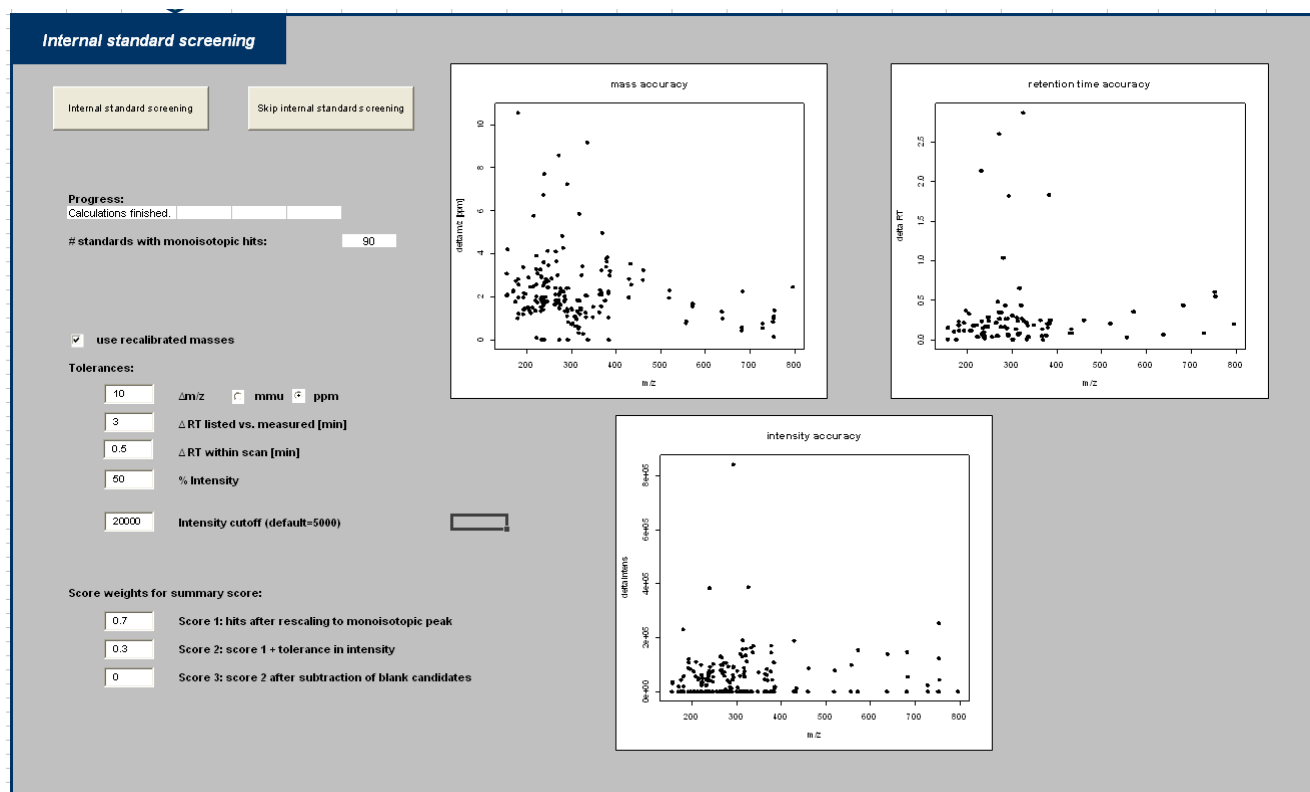 Internal standard screening
Internal standard screening
Skip internal standard screening
Progress:
Calculations finished.
# standards with monoisotopic hits: 90
use recalibrated masses
Tolerances:
10 Δm/z mmu ppm
3 Δ RT listed vs. measured [min]
0.5 Δ RT within scan [min]
50 % Intensity
20000 Intensity cutoff (default=5000)
Score weights for summary score:
0.7 Score 1: hits after rescaling to monoisotopic peak
0.3 Score 2: score 1 + tolerance in intensity
0 Score 3: score 2 after subtraction of blank candidates
mass accuracy
delta m/z [ppm]
10
8
6
4
2
0
200 300 400 500 600 700 800
m/z
retention time accuracy
delta RT
2.5
2.0
1.5
1.0
0.5
0.0
200 300 400 500 600 700 800
m/z
intensity accuracy
delta Intens
8e+05
6e+05
4e+05
2e+05
0e+00
200 300 400 500 600 700 800
m/z